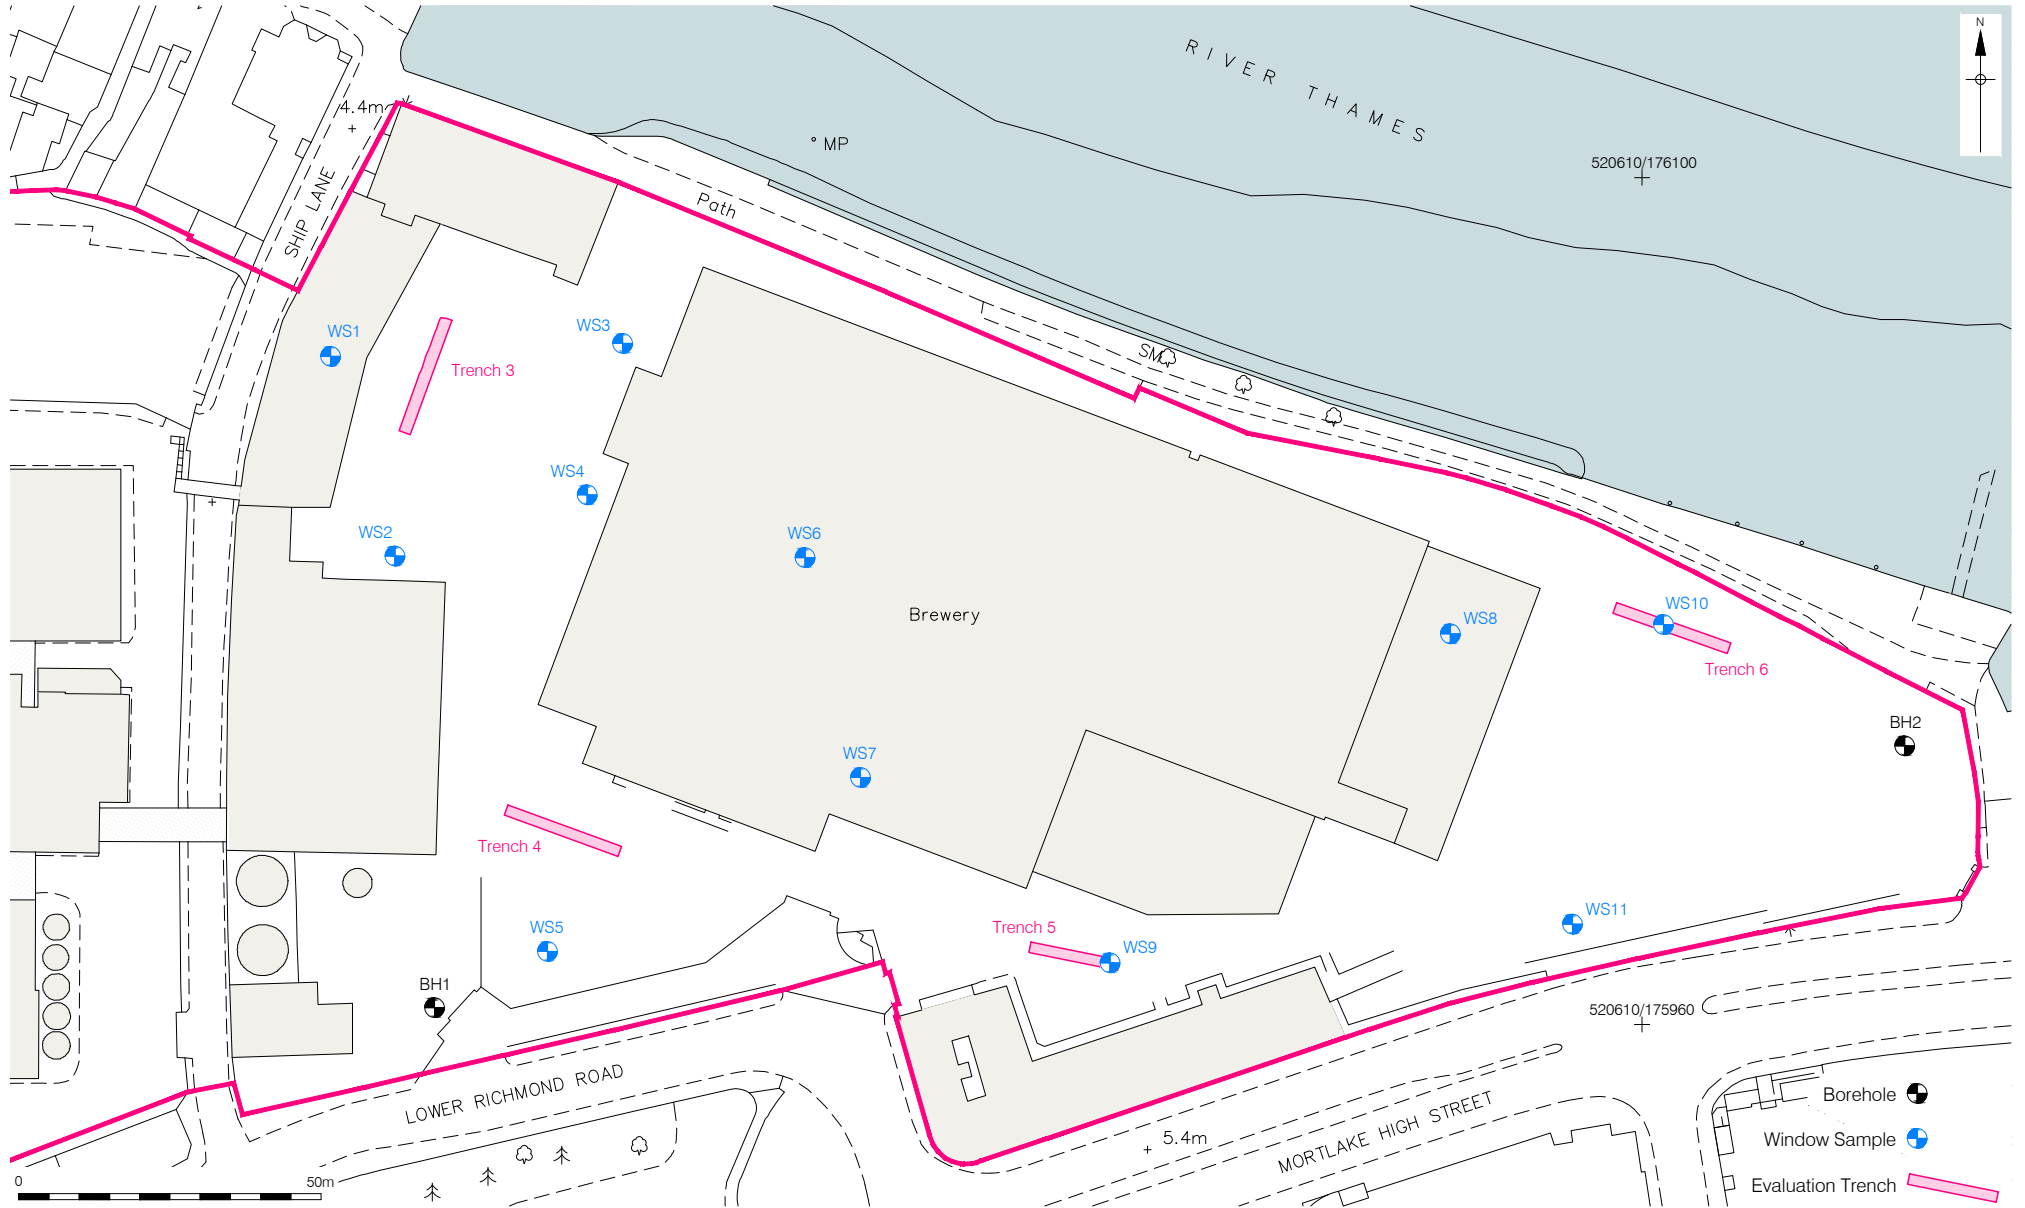 N
RIVER THAMES
4.4m
MP
520610/176100
SHIP LANE
Path
WS1
WS3
SM
Trench 3
WS4
WS2
WS6
Brewery
WS10
WS8
Trench 6
BH2
WS7
Trench 4
WS11
WS5
Trench 5
WS9
BH1
520610/175960
LOWER RICHMOND ROAD
MORTLAKE HIGH STREET
5.4m
Borehole
Window Sample
Evaluation Trench
0 50m